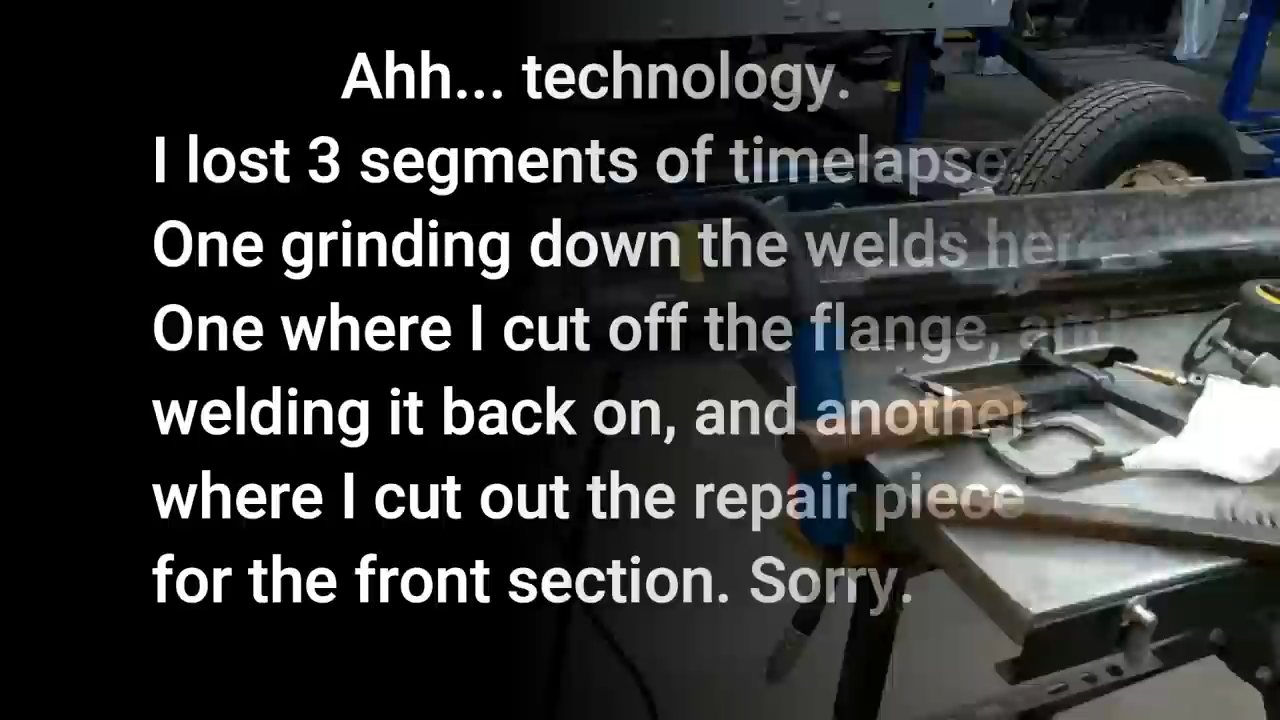 Ahh... technology.
I lost 3 segments of timelapse.
One grinding down the welds here.
One where I cut off the flange, and
welding it back on, and another
where I cut out the repair piece
for the front section. Sorry.